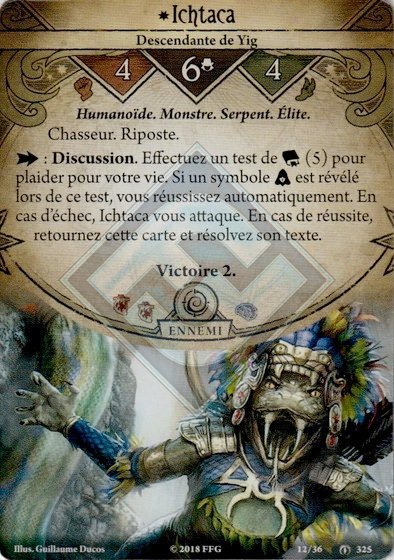 Ichtaca
Descendante de Yig
4 6 4
Humanoïde. Monstre. Serpent. Élite.
Chasseur. Riposte.
: Discussion. Effectuez un test de (5) pour
plaider pour votre vie. Si un symbole est révélé
lors de ce test, vous réussissez automatiquement. En
cas d'échec, Ichtaca vous attaque. En cas de réussite,
retournez cette carte et résolvez son texte.
Victoire 2.
ENNEMI
Illus. Guillaume Ducos © 2018 FFG 12/36 325